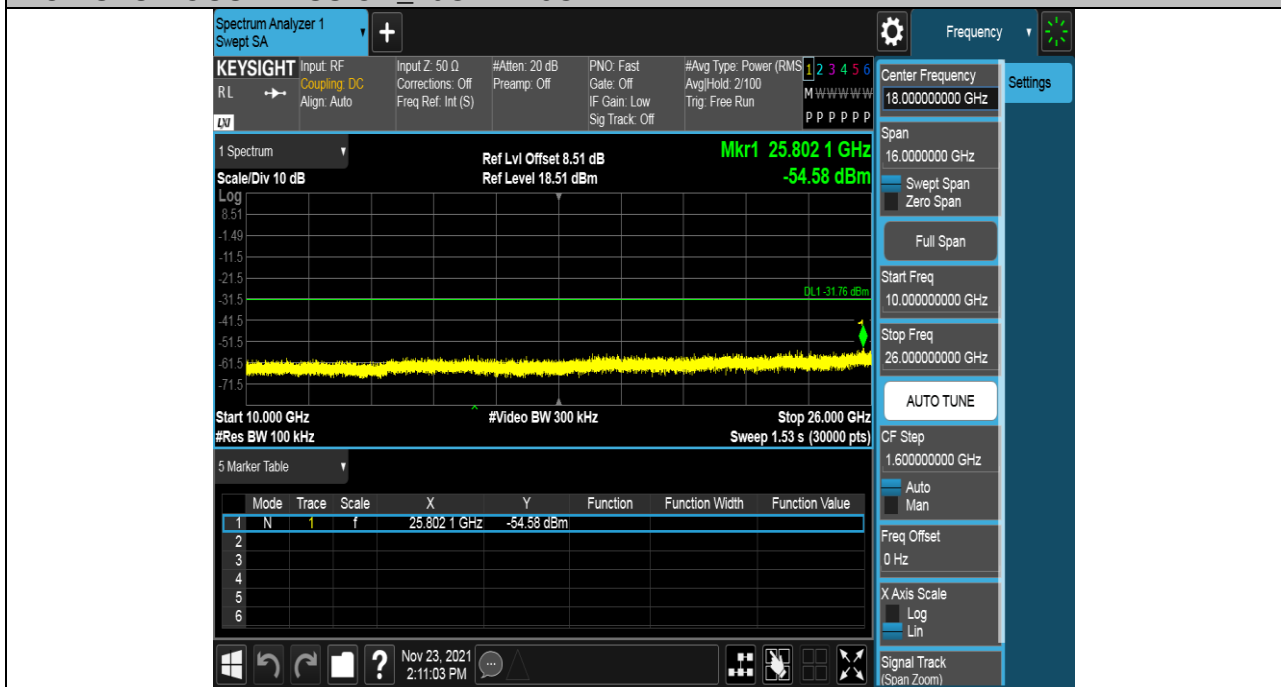 Spectrum Analyzer 1
Swept SA
+
Frequency
KEYSIGHT
RL
LXI
Input: RF
Coupling: DC
Align: Auto
Input Z: 50 Ω
Corrections: Off
Freq Ref: Int (S)
#Atten: 20 dB
Preamp: Off
PNO: Fast
Gate: Off
IF Gain: Low
Sig Track: Off
#Avg Type: Power (RMS
Avg|Hold: 2/100
Trig: Free Run
1 2 3 4 5 6
M W W W W W
P P P P P P
1 Spectrum
Scale/Div 10 dB
Ref Lvl Offset 8.51 dB
Ref Level 18.51 dBm
Mkr1 25.802 1 GHz
-54.58 dBm
Log
8.51
-1.49
-11.5
-21.5
-31.5
-41.5
-51.5
-61.5
-71.5
DL1 -31.76 dBm
1
Start 10.000 GHz
#Res BW 100 kHz
#Video BW 300 kHz
Stop 26.000 GHz
Sweep 1.53 s (30000 pts)
5 Marker Table
Mode Trace Scale X Y Function Function Width Function Value
1 N 1 f 25.802 1 GHz -54.58 dBm
2
3
4
5
6
Nov 23, 2021
2:11:03 PM
?
Center Frequency
18.000000000 GHz
Span
16.0000000 GHz
Swept Span
Zero Span
Full Span
Start Freq
10.000000000 GHz
Stop Freq
26.000000000 GHz
AUTO TUNE
CF Step
1.600000000 GHz
Auto
Man
Freq Offset
0 Hz
X Axis Scale
Log
Lin
Signal Track
(Span Zoom)
Settings